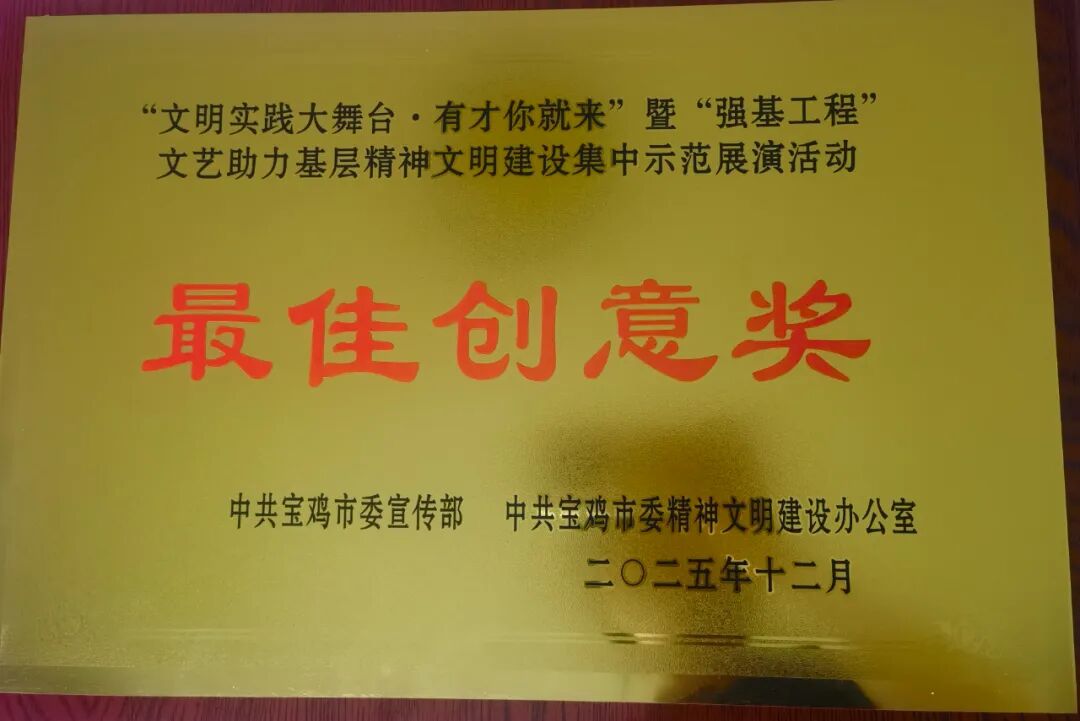 “文明实践大舞台·有才你就来”暨“强基工程”
文艺助力基层精神文明建设集中示范展演活动
最佳创意奖
中共宝鸡市委宣传部 中共宝鸡市委精神文明建设办公室
二〇二五年十二月